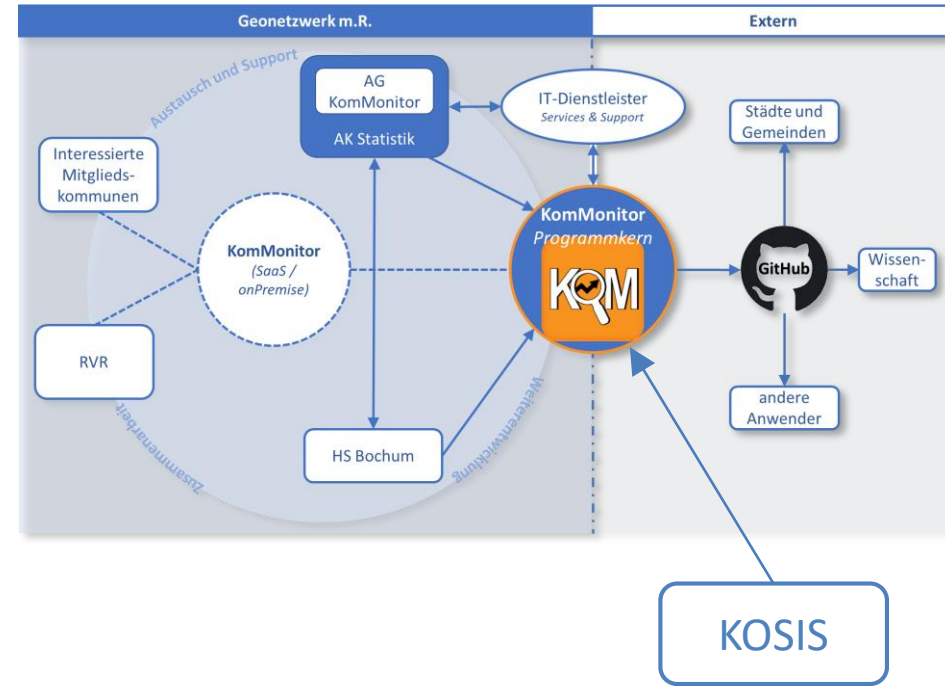 Geonetzwerk m.R.
Extern
Austausch und Support
AG
KomMonitor
AK Statistik
IT-Dienstleister
Services & Support
Städte und
Gemeinden
Interessierte
Mitglieds-
kommunen
KomMonitor
(SaaS /
onPremise)
KomMonitor
Programmkern
KOM
GitHub
Wissen-
schaft
RVR
andere
Anwender
HS Bochum
Zusammenarbeit
Weiterentwicklung
KOSIS